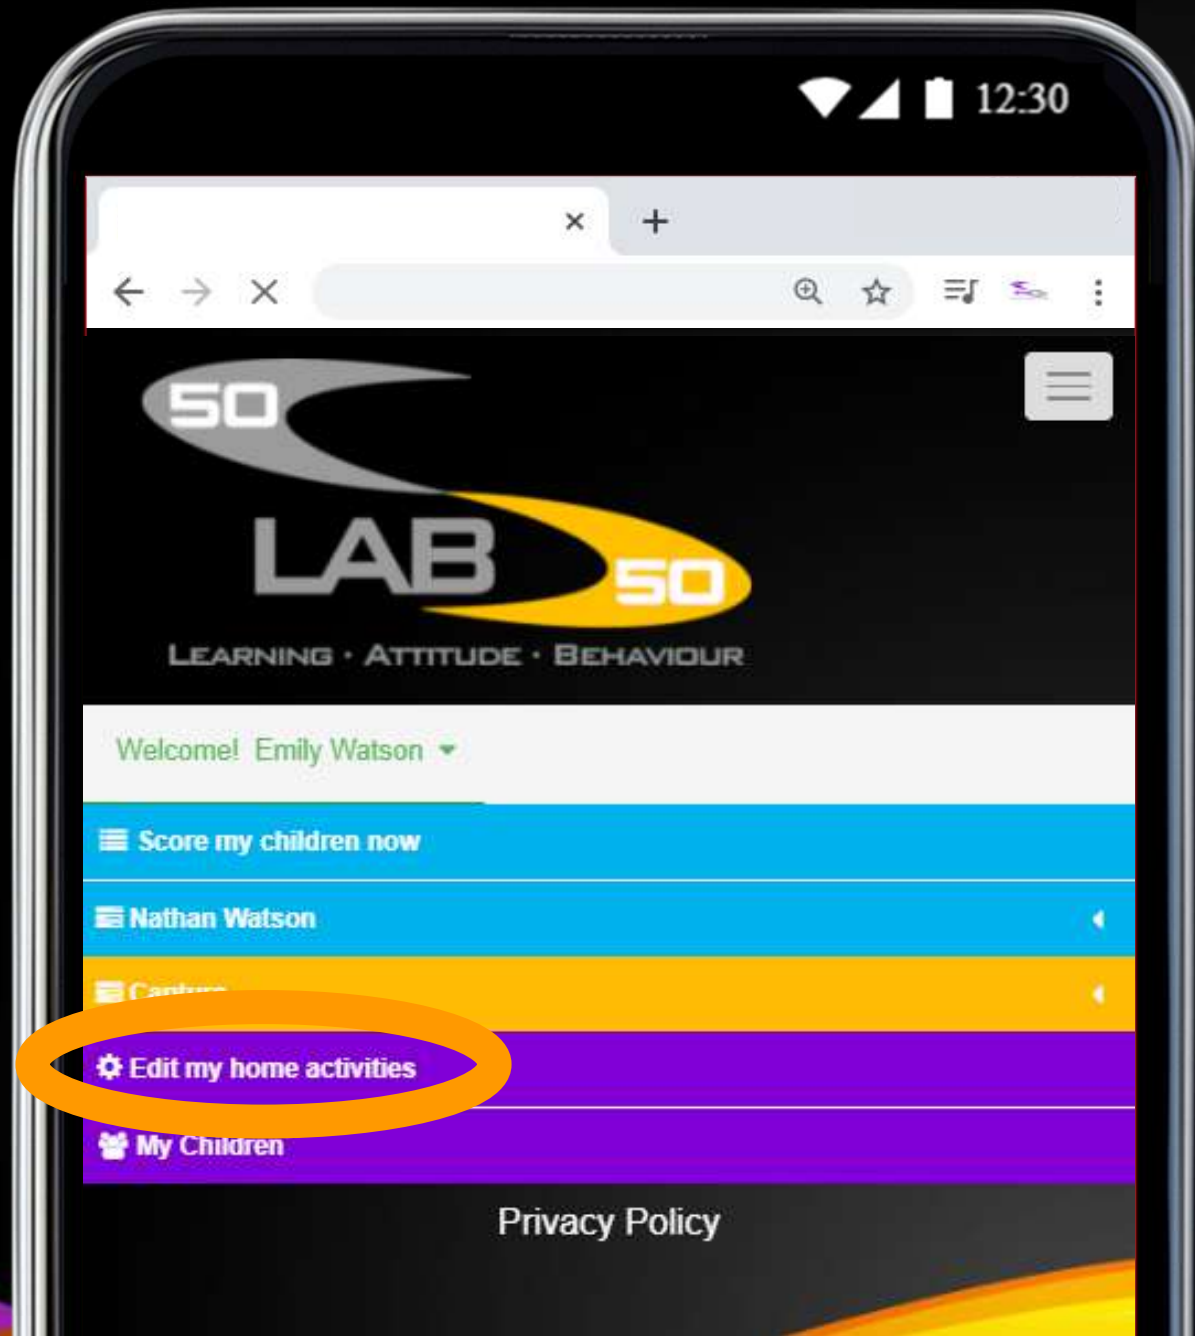 12:30
50
LAB
50
LEARNING · ATTITUDE · BEHAVIOUR
Welcome! Emily Watson
Score my children now
Nathan Watson
Capture
Edit my home activities
My Children
Privacy Policy